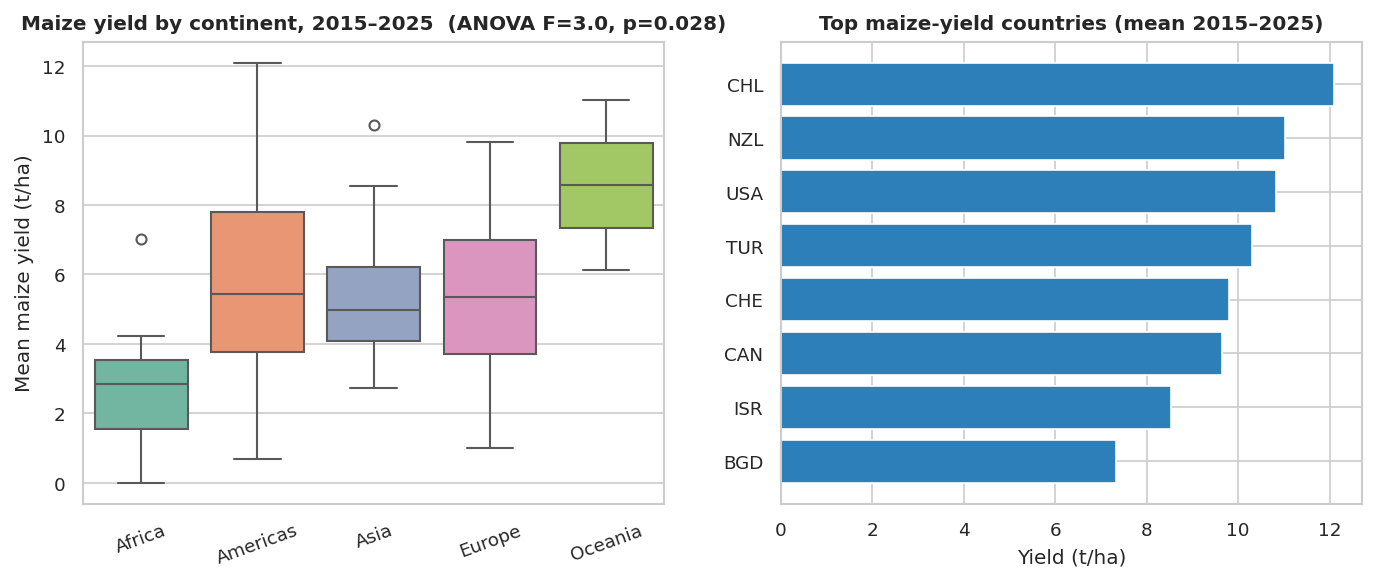 Maize yield by continent, 2015–2025  (ANOVA F=3.0, p=0.028)
Mean maize yield (t/ha)
12
10
8
6
4
2
0
Africa
Americas
Asia
Europe
Oceania
Top maize-yield countries (mean 2015–2025)
CHL
NZL
USA
TUR
CHE
CAN
ISR
BGD
0 2 4 6 8 10 12
Yield (t/ha)